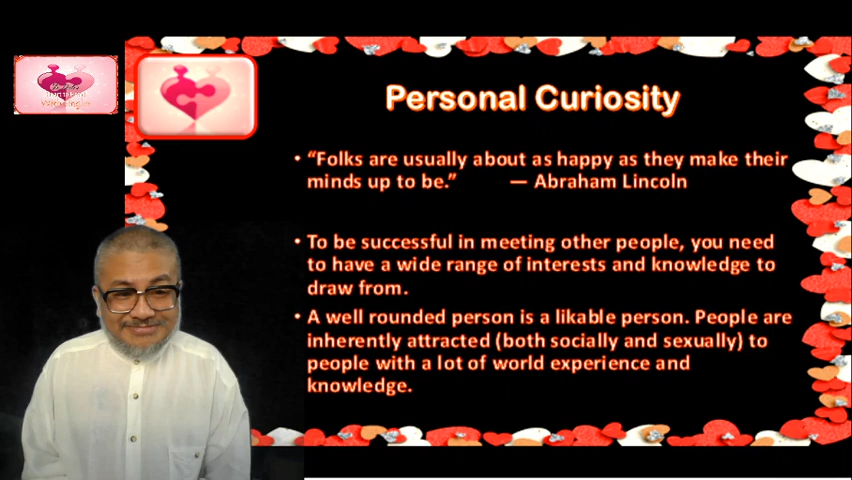 Personal Curiosity
• “Folks are usually about as happy as they make their
minds up to be.” — Abraham Lincoln
• To be successful in meeting other people, you need
to have a wide range of interests and knowledge to
draw from.
• A well rounded person is a likable person. People are
inherently attracted (both socially and sexually) to
people with a lot of world experience and
knowledge.